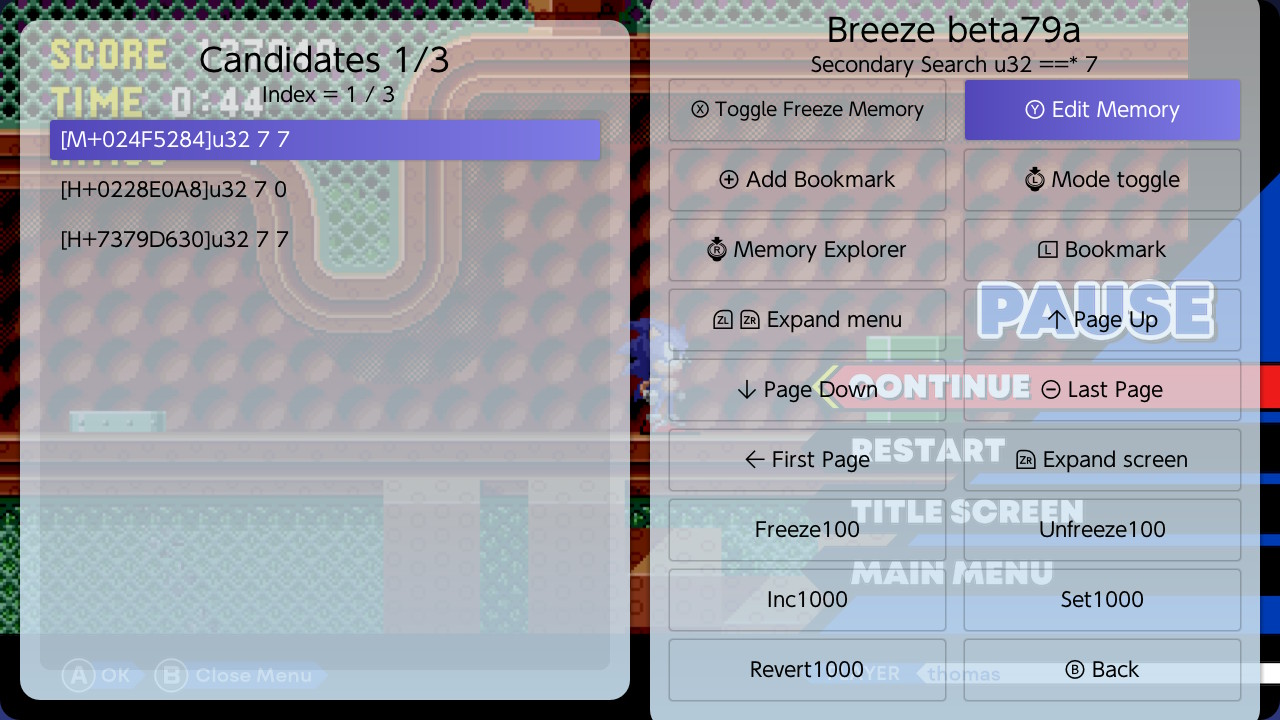 SCORE
Candidates 1/3
TIME 0:44
Index = 1 / 3
[M+024F5284]u32 7 7
[H+0228E0A8]u32 7 0
[H+7379D630]u32 7 7
A OK B Close Menu
Breeze beta79a
Secondary Search u32 ==* 7
X Toggle Freeze Memory
Y Edit Memory
Add Bookmark
L Mode toggle
R Memory Explorer
L Bookmark
ZL ZR Expand menu
↑ Page Up
PAUSE
↓ Page Down
CONTINUE
Last Page
← First Page
RESTART
ZR Expand screen
Freeze100
TITLE SCREEN
Unfreeze100
MAIN MENU
Inc1000
Set1000
Revert1000
B Back
thomas